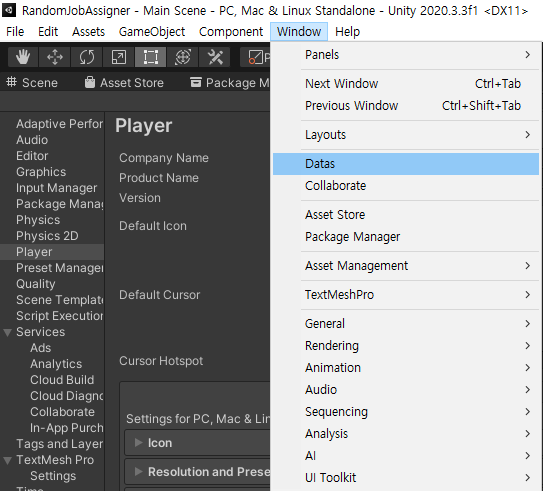 RandomJobAssigner - Main Scene - PC, Mac & Linux Standalone - Unity 2020.3.3f1 <DX11>
File Edit Assets GameObject Component Window Help
Scene Asset Store Package M
Adaptive Perfor
Audio
Editor
Graphics
Input Manager
Package Manag
Physics
Physics 2D
Player
Preset Manager
Quality
Scene Template
Script Execution
Services
Ads
Analytics
Cloud Build
Cloud Diagno
Collaborate
In-App Purch
Tags and Layer
TextMesh Pro
Settings
Time
Player
Company Name
Product Name
Version
Default Icon
Default Cursor
Cursor Hotspot
Settings for PC, Mac & Lin
Icon
Resolution and Prese
Panels
Next Window Ctrl+Tab
Previous Window Ctrl+Shift+Tab
Layouts
Datas
Collaborate
Asset Store
Package Manager
Asset Management
TextMeshPro
General
Rendering
Animation
Audio
Sequencing
Analysis
AI
UI Toolkit